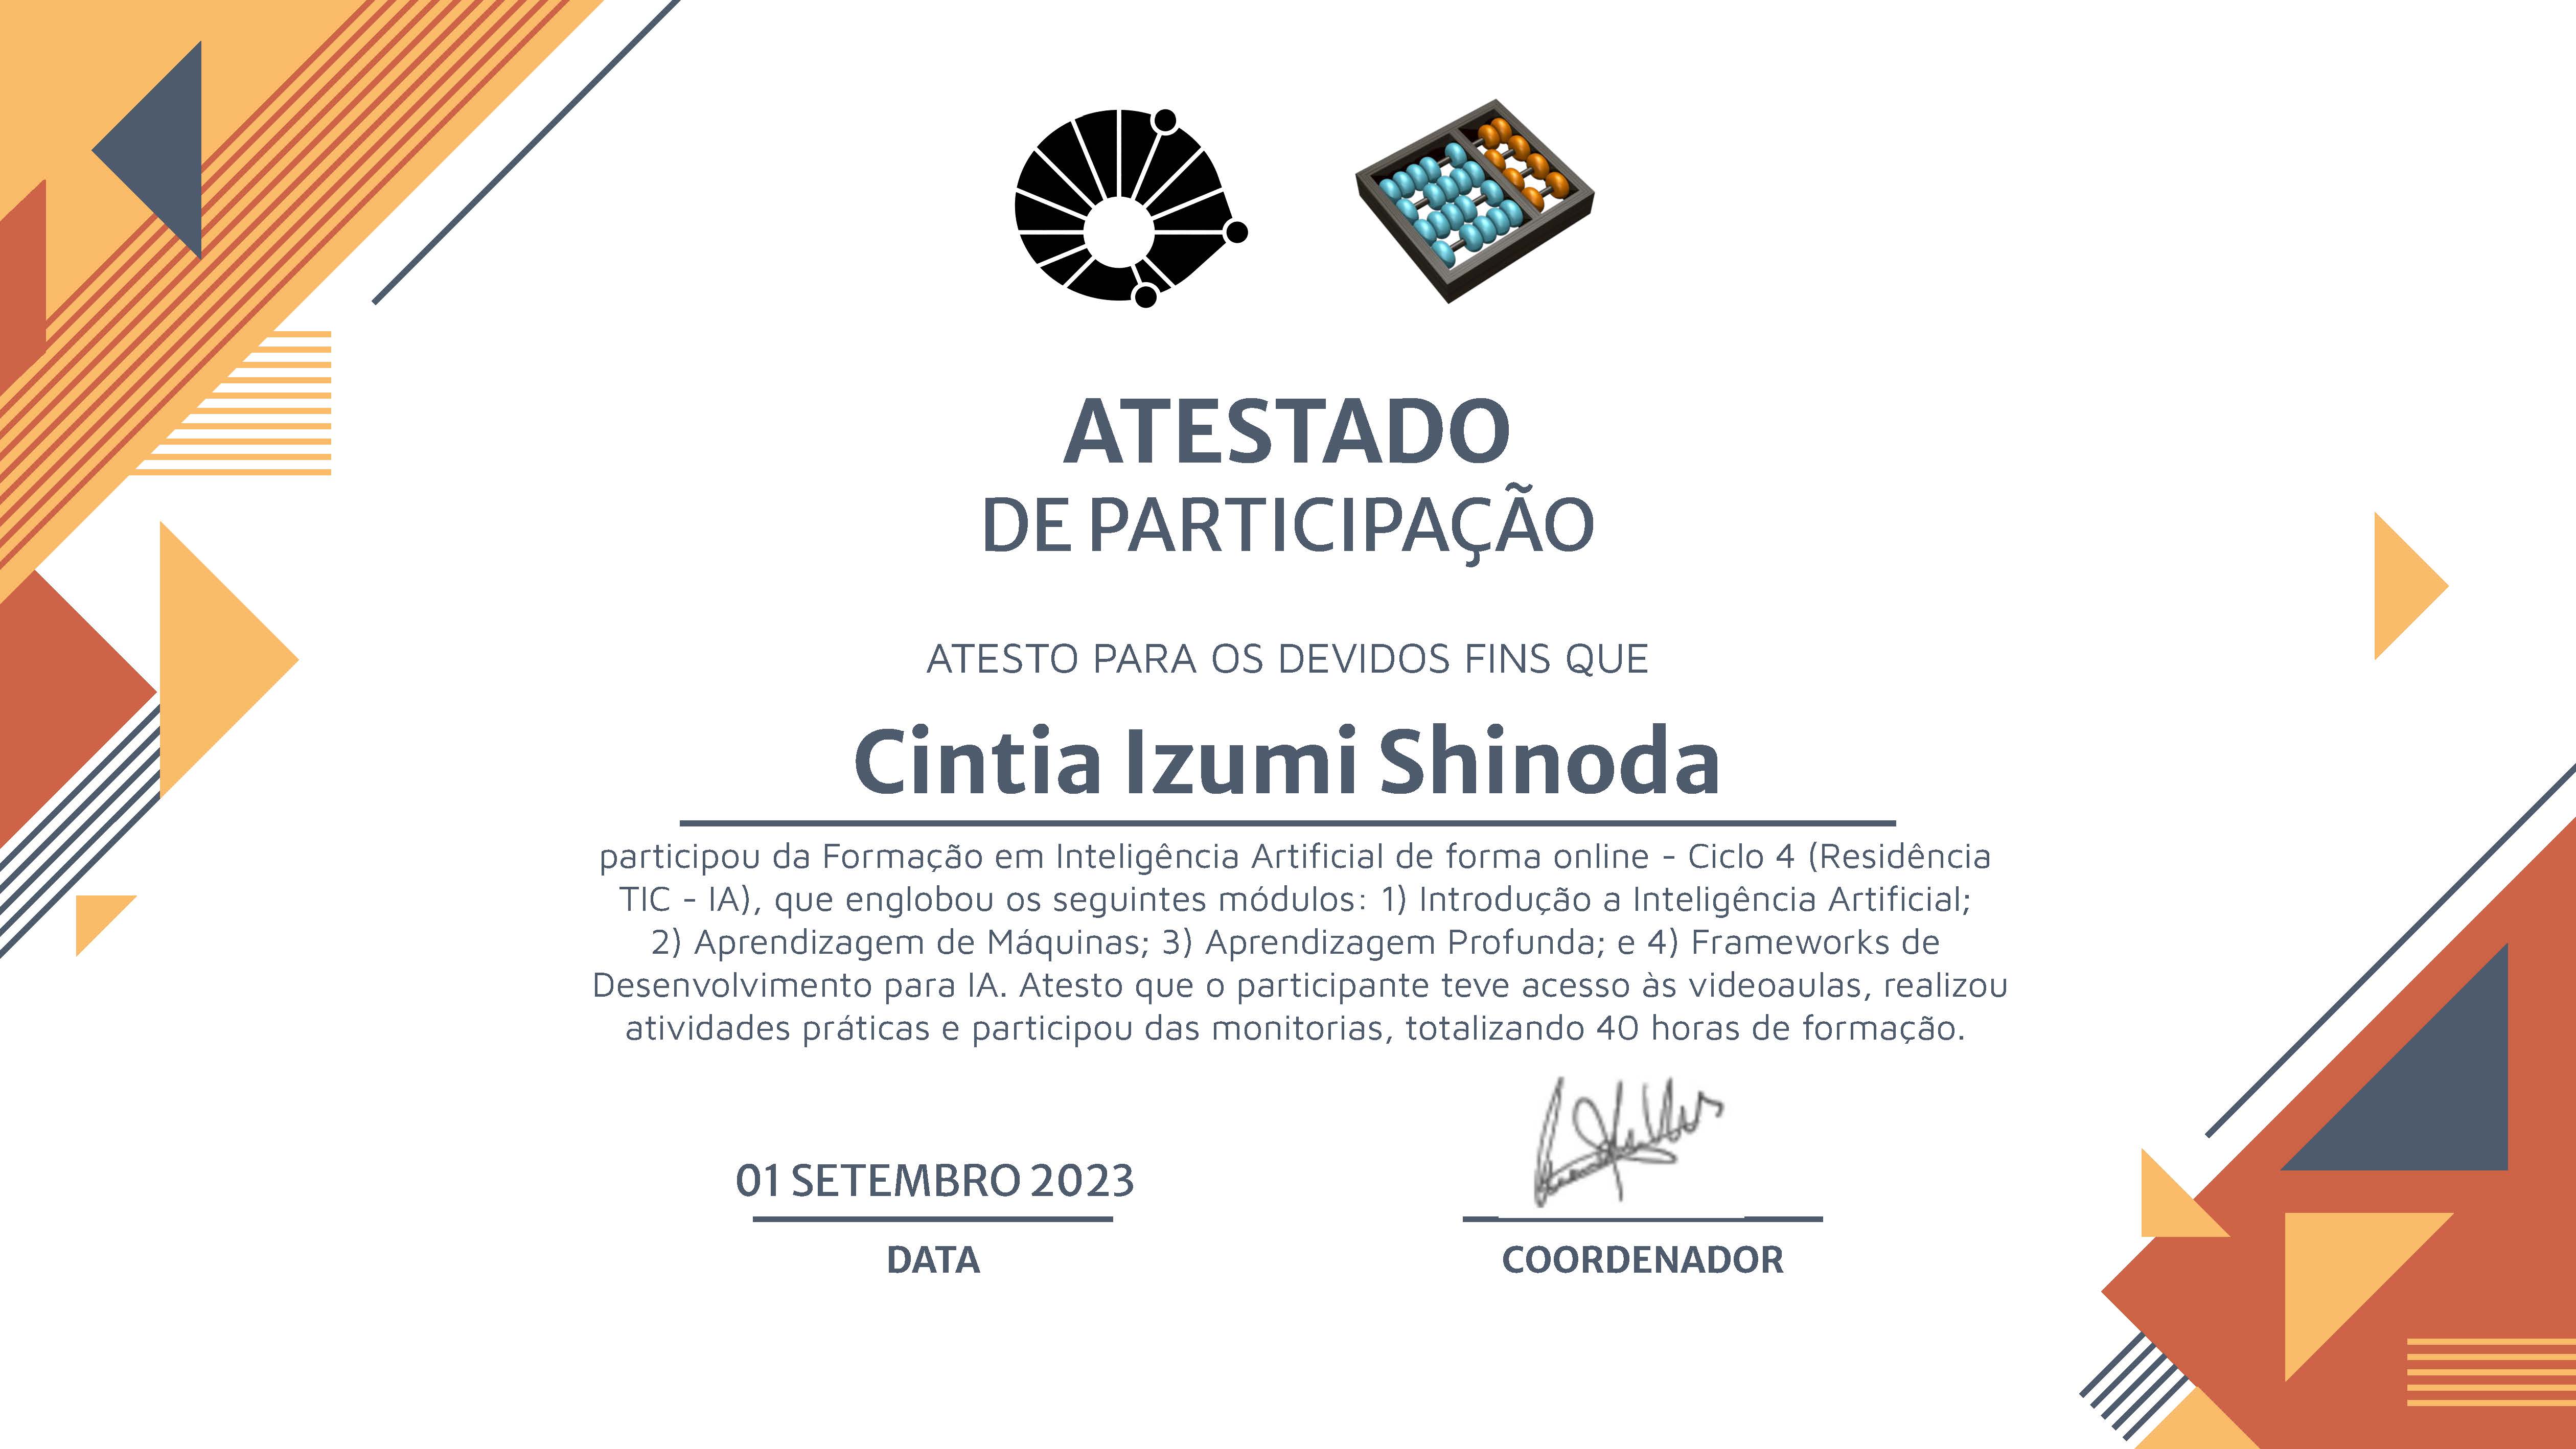 ATESTADO
DE PARTICIPAÇÃO
ATESTO PARA OS DEVIDOS FINS QUE
Cintia Izumi Shinoda
participou da Formação em Inteligência Artificial de forma online - Ciclo 4 (Residência
TIC - IA), que englobou os seguintes módulos: 1) Introdução a Inteligência Artificial;
2) Aprendizagem de Máquinas; 3) Aprendizagem Profunda; e 4) Frameworks de
Desenvolvimento para IA. Atesto que o participante teve acesso às videoaulas, realizou
atividades práticas e participou das monitorias, totalizando 40 horas de formação.
01 SETEMBRO 2023
DATA
COORDENADOR